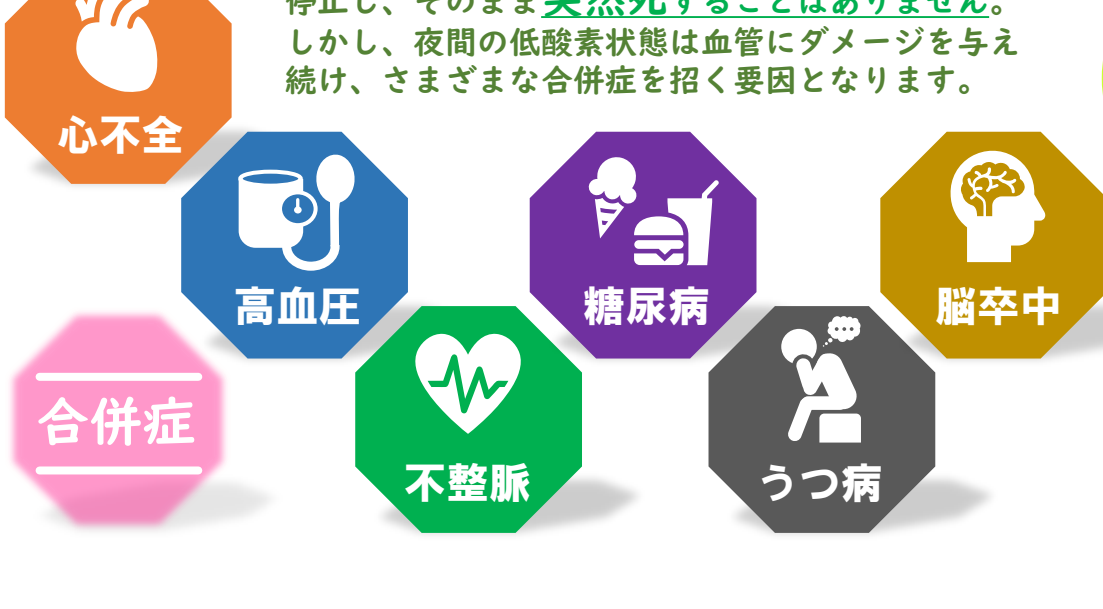 停止し、そのまま突然死することはありません。
しかし、夜間の低酸素状態は血管にダメージを与え
続け、さまざまな合併症を招く要因となります。
心不全
高血圧
糖尿病
脳卒中
合併症
不整脈
うつ病